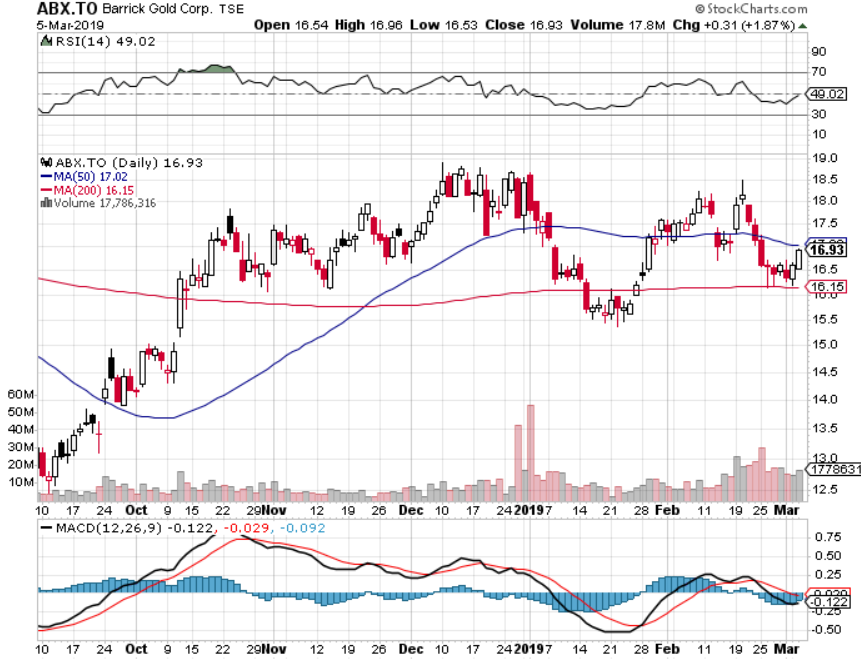 ABX.TO Barrick Gold Corp. TSE © StockCharts.com
5-Mar-2019 Open 16.54 High 16.96 Low 16.53 Close 16.93 Volume 17.8M Chg +0.31 (+1.87%)
RSI(14) 49.02
90
70
49.02
30
10
ABX.TO (Daily) 16.93
MA(50) 17.02
MA(200) 16.15
Volume 17,786,316
19.0
18.5
18.0
17.5
16.93
16.5
16.15
16.0
15.5
15.0
14.5
14.0
13.5
13.0
12.5
60M
50M
40M
30M
20M
10M
1778631
10 17 24 Oct 9 15 22 29 Nov 12 19 26 Dec 10 17 24 2019 7 14 21 28 Feb 11 19 25 Mar
MACD(12,26,9) -0.122, -0.029, -0.092
0.75
0.50
0.25
-0.122
-0.25
-0.50
10 17 24 Oct 9 15 22 29 Nov 12 19 26 Dec 10 17 24 2019 7 14 21 28 Feb 11 19 25 Mar